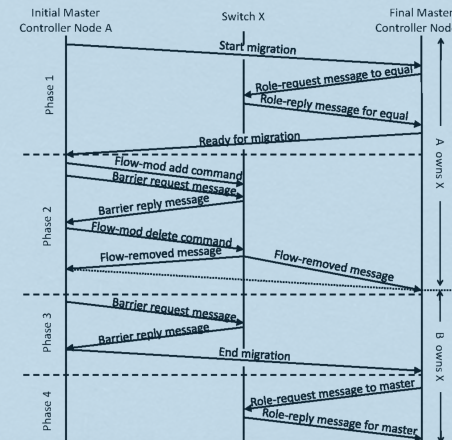 Initial Master
Controller Node A
Switch X
Final Master
Controller Node
Phase 1
Start migration
Role-request message to equal
Role-reply message for equal
Ready for migration
A owns X
Phase 2
Flow-mod add command
Barrier request message
Barrier reply message
Flow-mod delete command
Flow-removed message
Flow-removed message
Phase 3
Barrier request message
Barrier reply message
End migration
B owns X
Phase 4
Role-request message to master
Role-reply message for master